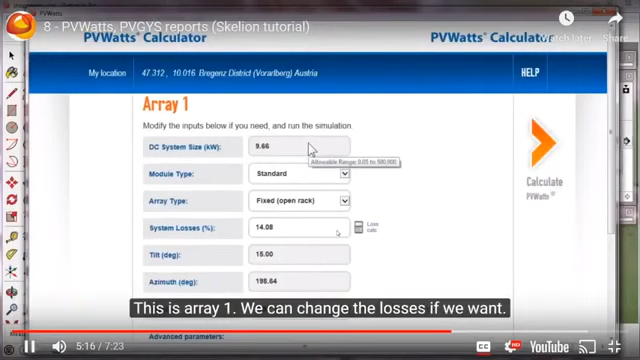 8 - PVWatts, PVGYS reports (Skelion tutorial)
PVWatts
PVWatts® Calculator
PVWatts® Calculator
Watch later
Share
My location
47.312, 10.016 Bregenz District (Vorarlberg) Austria
HELP
Array 1
Modify the inputs below if you need, and run the simulation.
DC System Size (kW): 9.66
Allowable Range: 0.05 to 500,000
Module Type: Standard
Array Type: Fixed (open rack)
System Losses (%): 14.08
Loss
calc
Tilt (deg): 15.00
Azimuth (deg): 198.64
Calculate
PVWatts®
This is array 1. We can change the losses if we want.
Advanced parameters:
5:16 / 7:23
CC
HD
YouTube